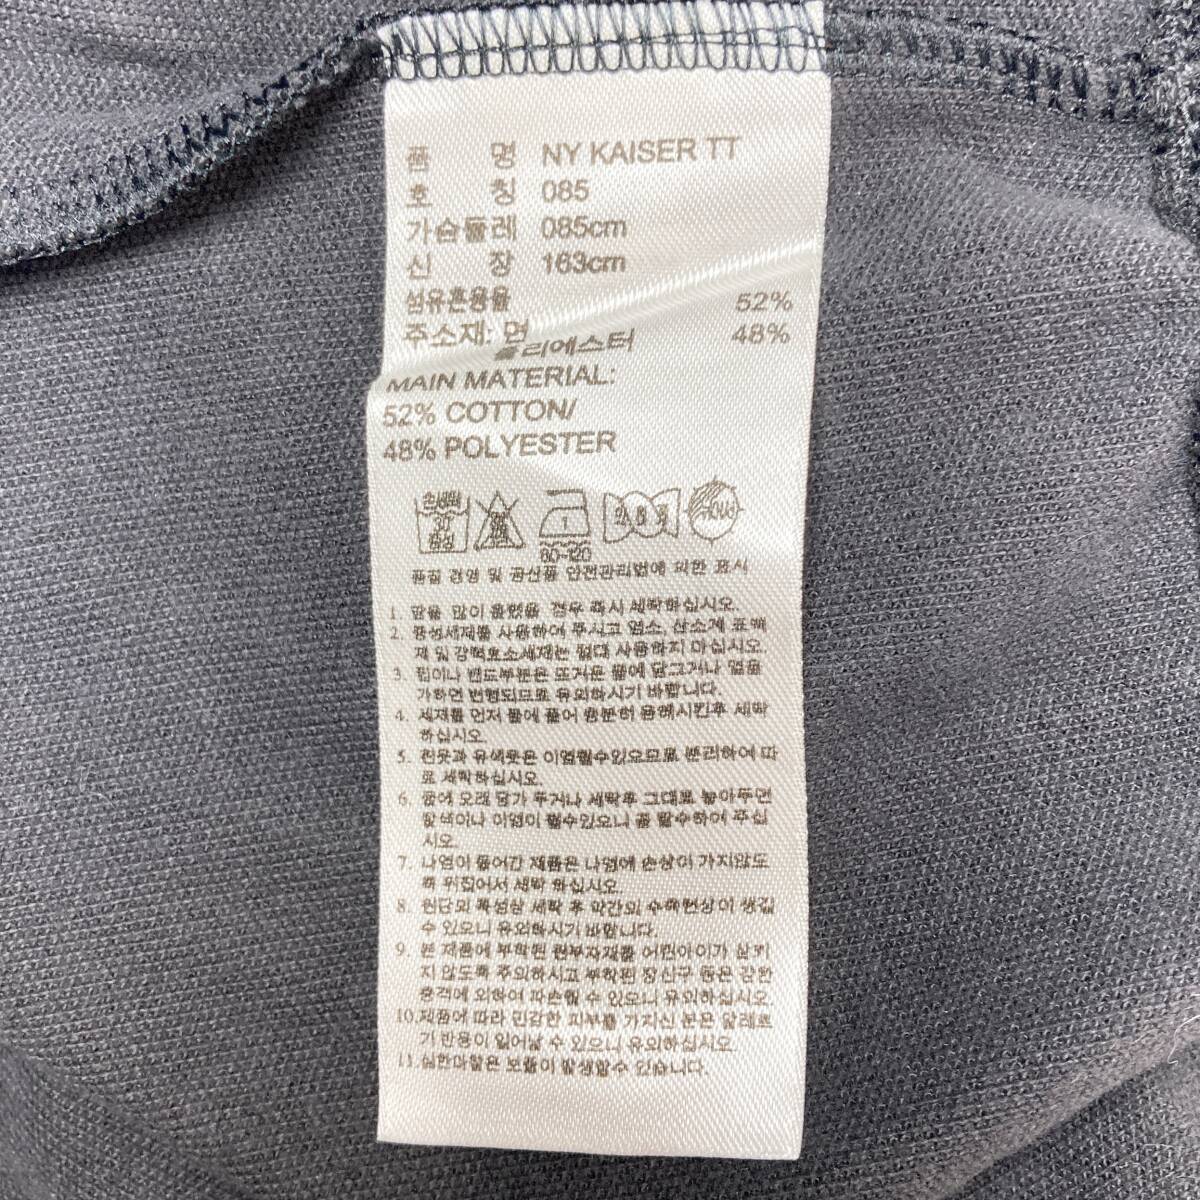 품 명 NY KAISER TT
호 칭 085
가슴둘레 085cm
신 장 163cm
섬유혼용율
주소재: 면 52%
폴리에스터 48%
MAIN MATERIAL:
52% COTTON/
48% POLYESTER
손세탁
30
중성
80-120
품질 경영 및 공산품 안전관리법에 의한 표시
1. 땀을 많이 흘렸을 경우 즉시 세탁하십시오.
2. 중성세제를 사용하여 주시고 염소, 산소계 표백
제 및 강력효소세제는 절대 사용하지 마십시오.
3. 립이나 밴드부분은 뜨거운 물에 담그거나 열을
가하면 변형되므로 유의하시기 바랍니다.
4. 세제를 먼저 물에 풀어 충분히 용해시킨후 세탁
하십시오.
5. 흰옷과 유색옷은 이염될수있으므로 분리하여 따
로 세탁하십시오.
6. 물에 오래 담가 두거나 세탁후 그대로 놓아두면
탈색이나 이염이 될수있으니 꼭 탈수하여 주십
시오.
7. 나염이 들어간 제품은 나염에 손상이 가지않도
록 뒤집어서 세탁 하십시오.
8. 원단의 특성상 세탁 후 약간의 수축현상이 생길
수 있으니 유의하시기 바랍니다.
9. 본 제품에 부착된 원부자재를 어린아이가 삼키
지 않도록 주의하시고 부착된 장신구 등은 강한
충격에 의하여 파손될 수 있으니 유의하십시오.
10.제품에 따라 민감한 피부를 가지신 분은 알레르
기 반응이 일어날 수 있으니 유의하십시오.
11.심한마찰은 보풀이 발생할수 있습니다.